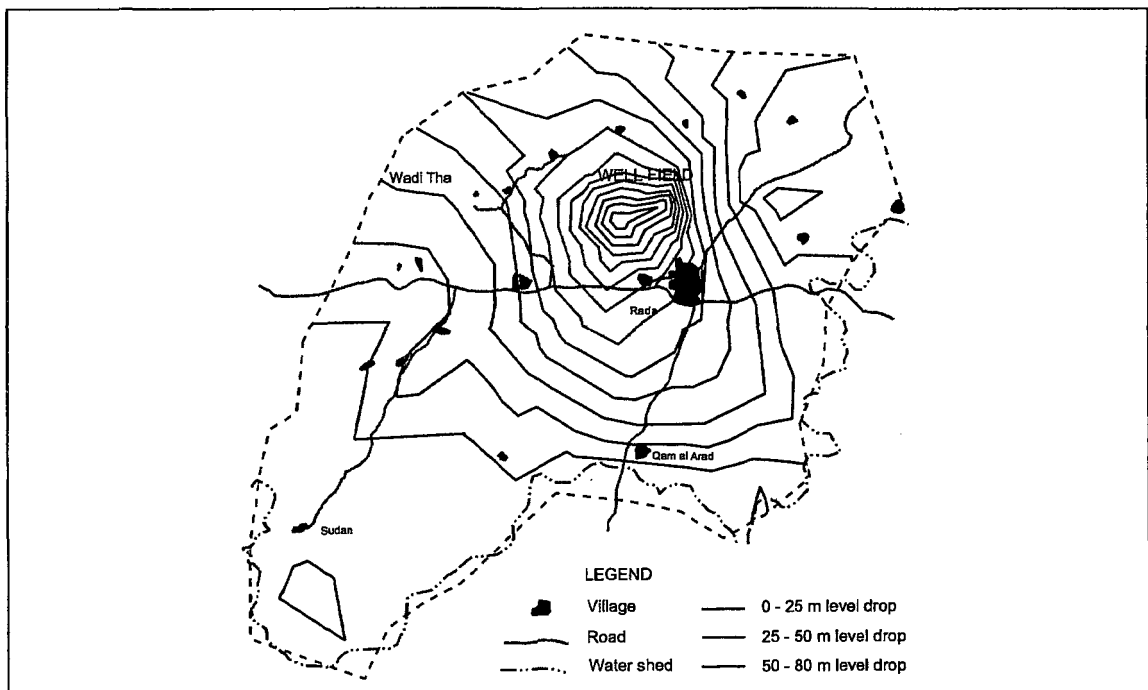 WELL FIELD
Wadi Tha
Rada
Qam al Arad
Sudan
LEGEND
Village
0 - 25 m level drop
Road
25 - 50 m level drop
Water shed
50 - 80 m level drop